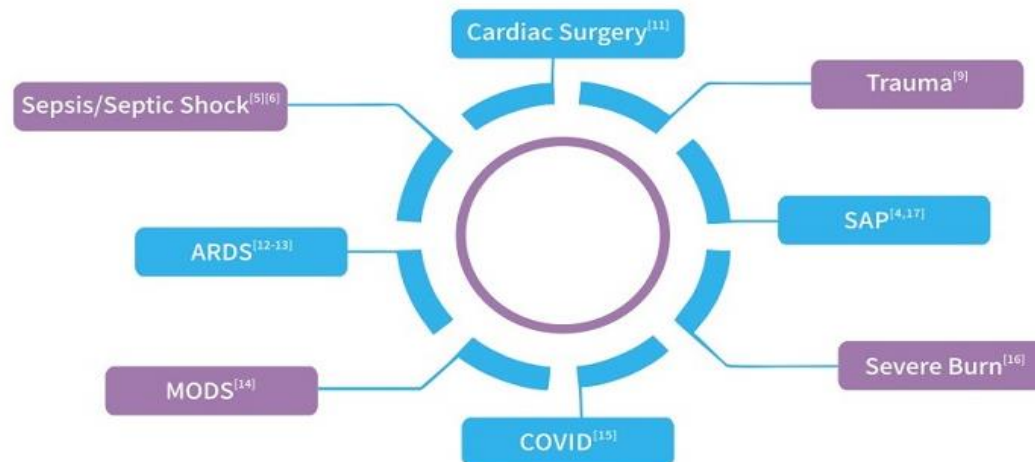 Cardiac Surgery[11]
Sepsis/Septic Shock[5][6]
Trauma[9]
ARDS[12-13]
SAP[4,17]
MODS[14]
Severe Burn[16]
COVID[15]